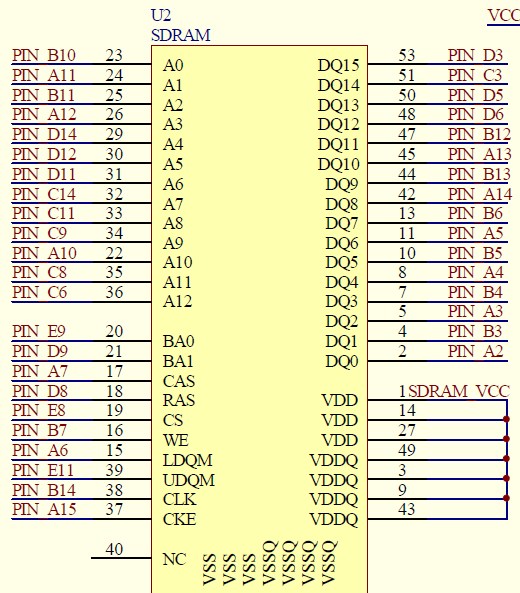 U2 VCC
SDRAM
PIN_B10 23 A0 DQ15 53 PIN_D3
PIN_A11 24 A1 DQ14 51 PIN_C3
PIN_B11 25 A2 DQ13 50 PIN_D5
PIN_A12 26 A3 DQ12 48 PIN_D6
PIN_D14 29 A4 DQ11 47 PIN_B12
PIN_D12 30 A5 DQ10 45 PIN_A13
PIN_D11 31 A6 DQ9 44 PIN_B13
PIN_C14 32 A7 DQ8 42 PIN_A14
PIN_C11 33 A8 DQ7 13 PIN_B6
PIN_C9 34 A9 DQ6 11 PIN_A5
PIN_A10 22 A10 DQ5 10 PIN_B5
PIN_C8 35 A11 DQ4 8 PIN_A4
PIN_C6 36 A12 DQ3 7 PIN_B4
DQ2 5 PIN_A3
PIN_E9 20 BA0 DQ1 4 PIN_B3
PIN_D9 21 BA1 DQ0 2 PIN_A2
PIN_A7 17 CAS
PIN_D8 18 RAS VDD 1 SDRAM_VCC
PIN_E8 19 CS VDD 14
PIN_B7 16 WE VDD 27
PIN_A6 15 LDQM VDDQ 49
PIN_E11 39 UDQM VDDQ 3
PIN_B14 38 CLK VDDQ 9
PIN_A15 37 CKE VDDQ 43
40 NC
VSS
VSS
VSS
VSSQ
VSSQ
VSSQ
VSSQ